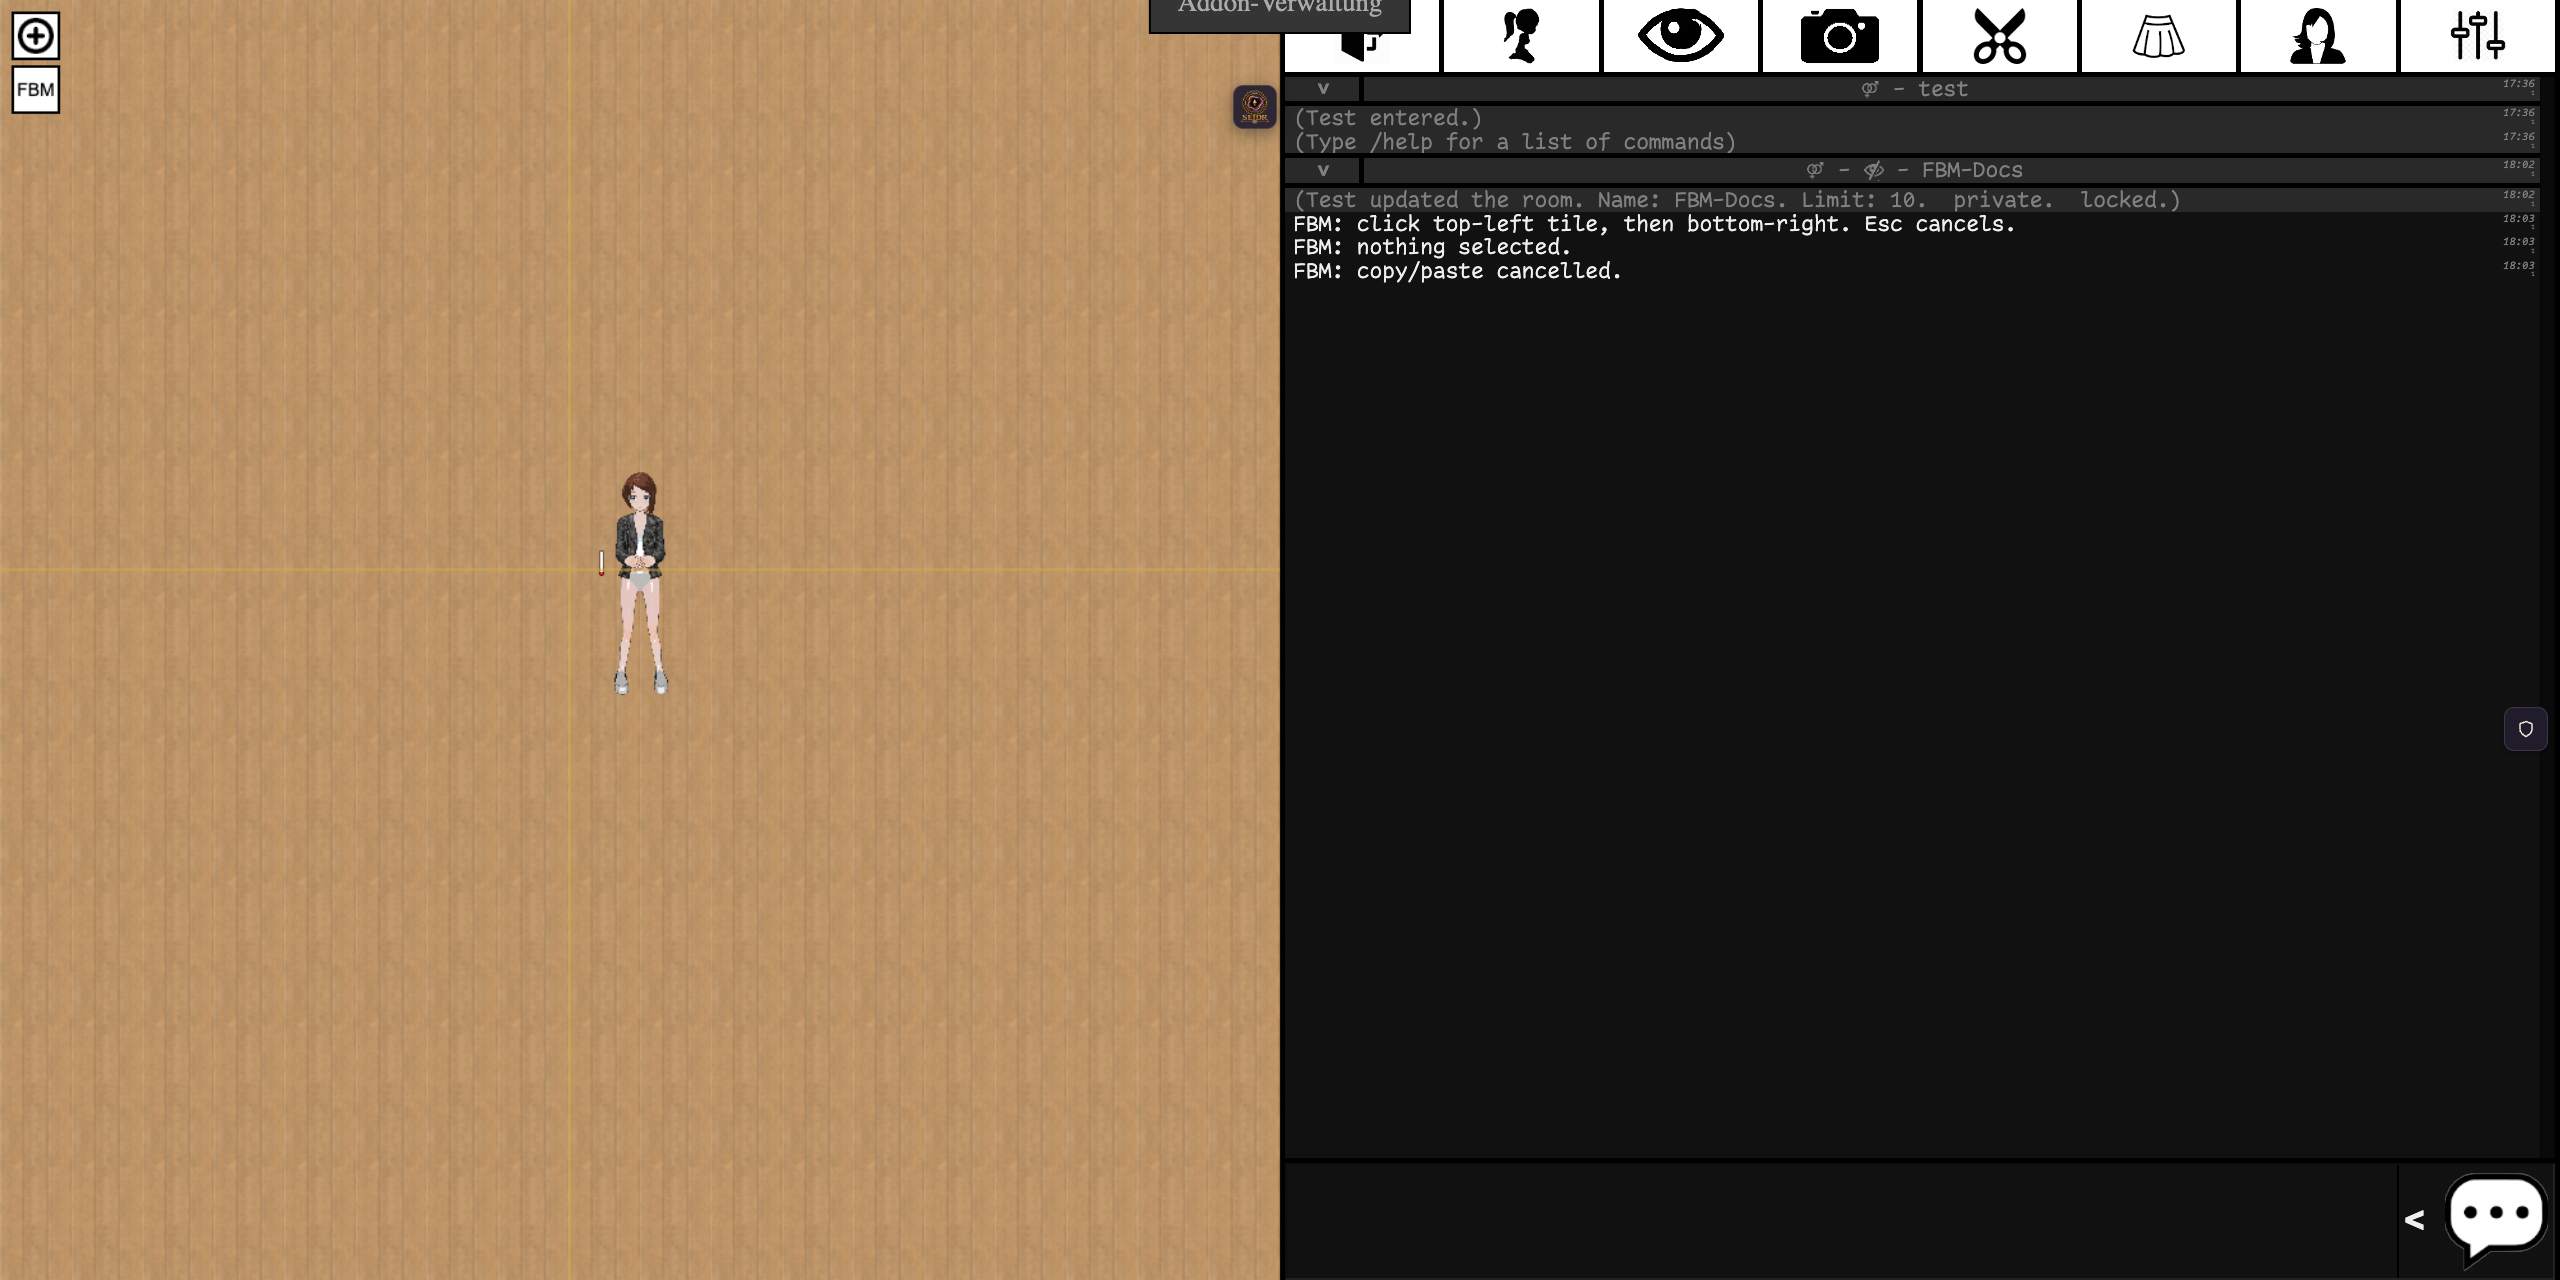 Addon-Verwaltung
FBM
SEIDR
v
⚤ - test
17:36
(Test entered.)
17:36
(Type /help for a list of commands)
17:36
v
- FBM-Docs
18:02
(Test updated the room. Name: FBM-Docs. Limit: 10.  private.  locked.)
18:02
FBM: click top-left tile, then bottom-right. Esc cancels.
18:03
FBM: nothing selected.
18:03
FBM: copy/paste cancelled.
18:03
<